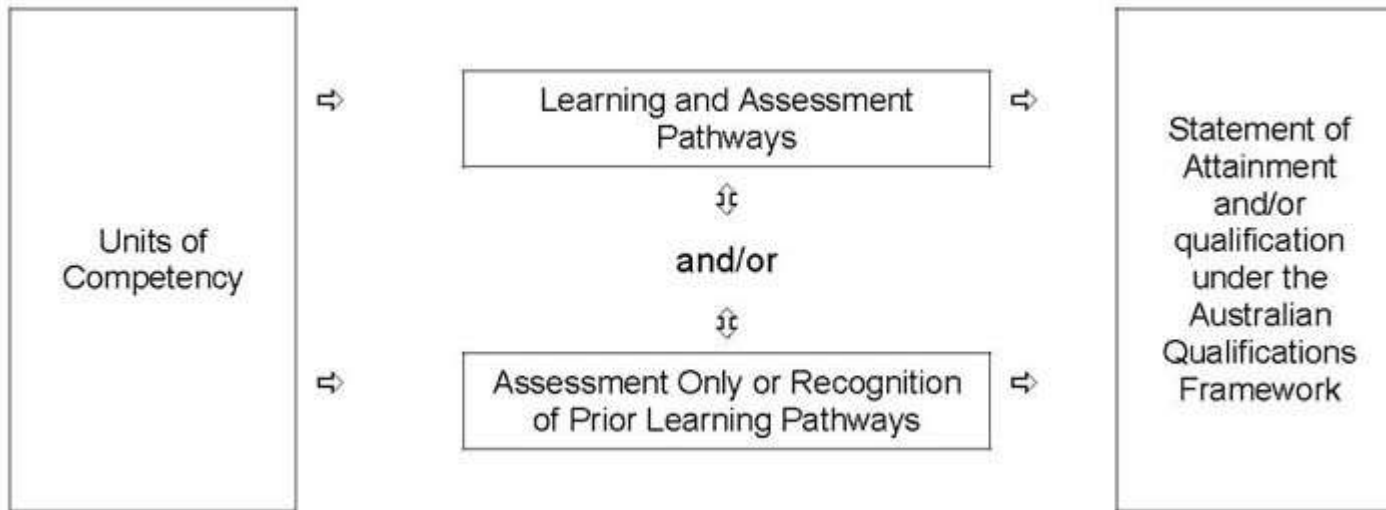 Units of
Competency
Learning and Assessment
Pathways
and/or
Assessment Only or Recognition
of Prior Learning Pathways
Statement of
Attainment
and/or
qualification
under the
Australian
Qualifications
Framework